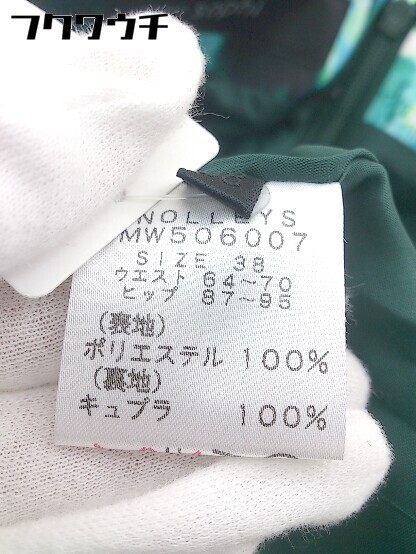 フクワウチ
NOLLEYS
MW506007
SIZE 38
ウエスト 64～70
ヒップ 87～95
(表地)
ポリエステル 100%
(裏地)
キュプラ 100%